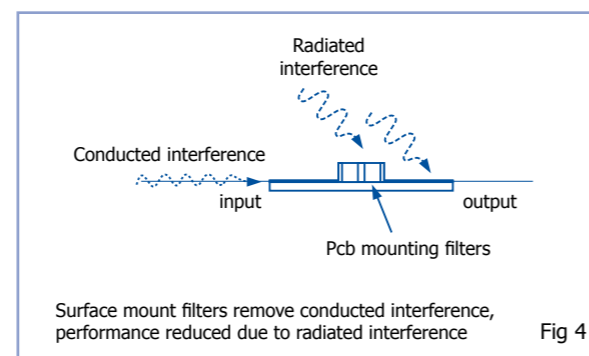 Radiated
interference
Conducted interference
input
output
Pcb mounting filters
Surface mount filters remove conducted interference,
performance reduced due to radiated interference
Fig 4